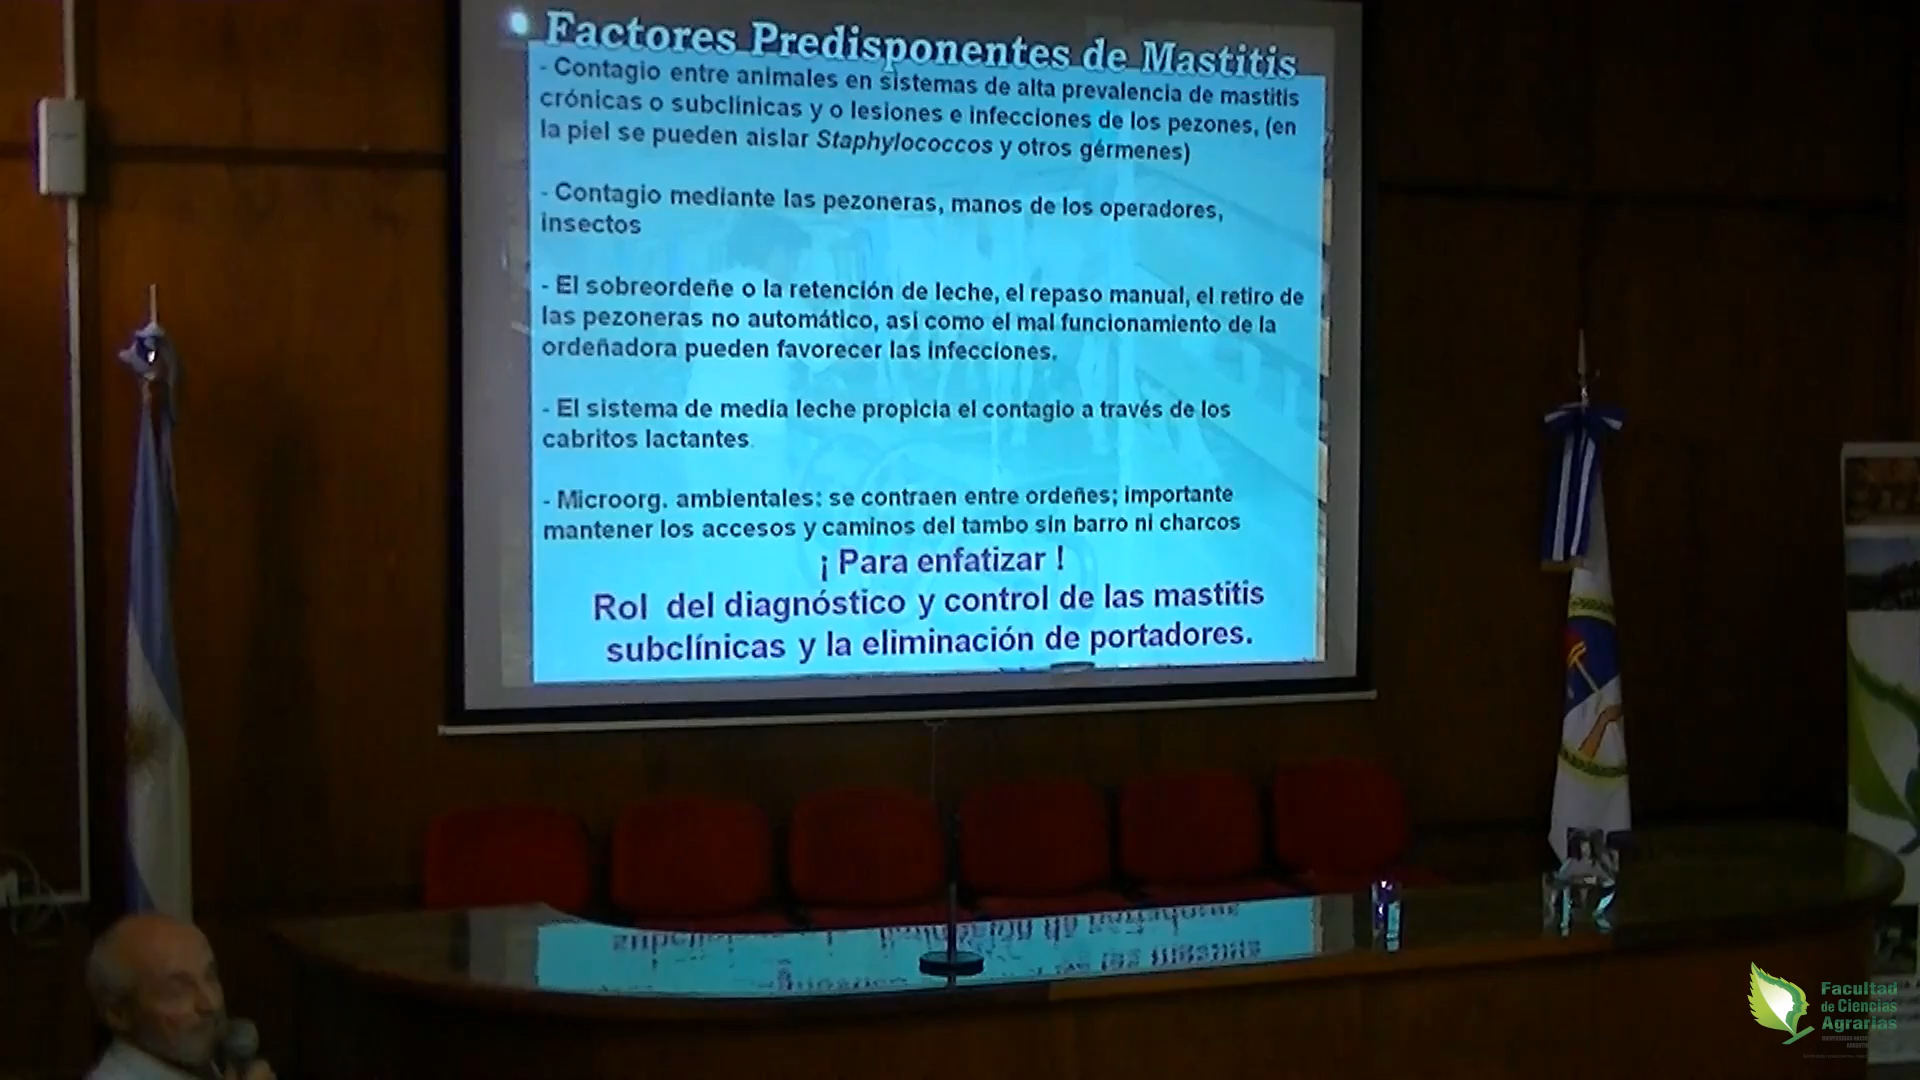 Factores Predisponentes de Mastitis
- Contagio entre animales en sistemas de alta prevalencia de mastitis
crónicas o subclínicas y o lesiones e infecciones de los pezones, (en
la piel se pueden aislar Staphylococcos y otros gérmenes)
- Contagio mediante las pezoneras, manos de los operadores,
insectos
- El sobreordeñe o la retención de leche, el repaso manual, el retiro de
las pezoneras no automático, así como el mal funcionamiento de la
ordeñadora pueden favorecer las infecciones.
- El sistema de media leche propicia el contagio a través de los
cabritos lactantes.
- Microorg. ambientales: se contraen entre ordeñes; importante
mantener los accesos y caminos del tambo sin barro ni charcos
¡ Para enfatizar !
Rol del diagnóstico y control de las mastitis
subclínicas y la eliminación de portadores.
Facultad
de Ciencias
Agrarias